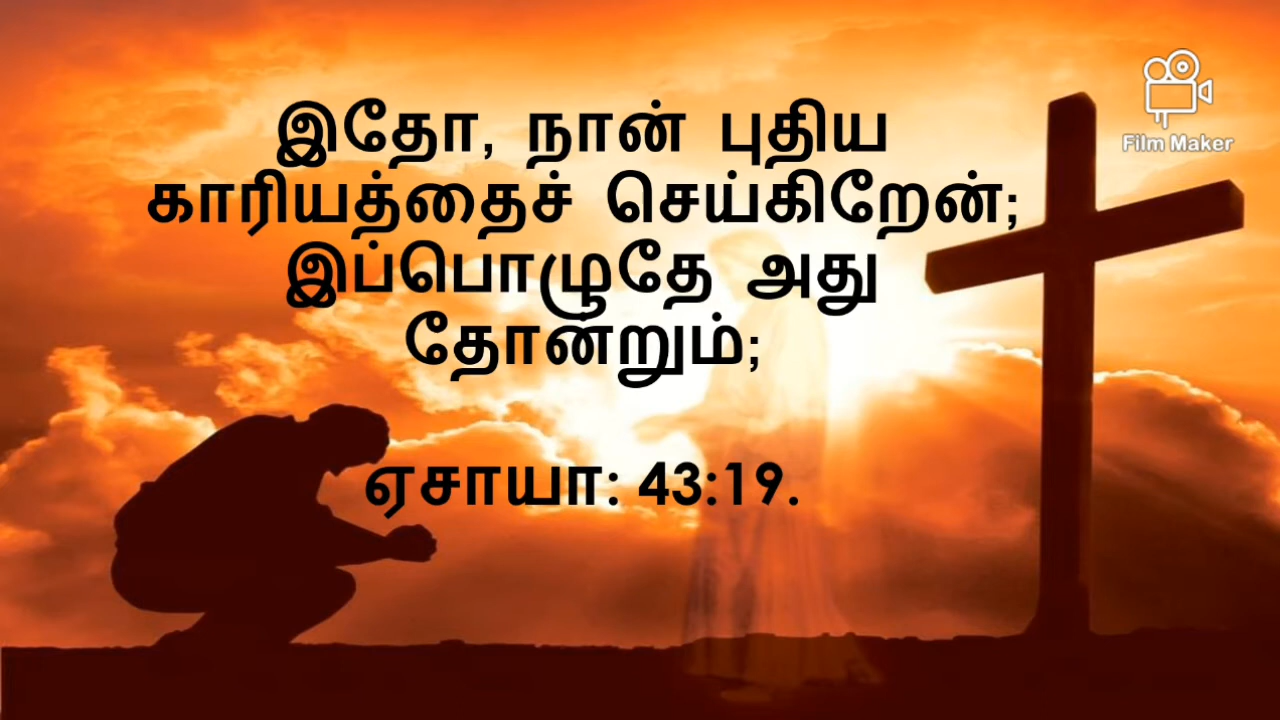 இதோ, நான் புதிய
காரியத்தைச் செய்கிறேன்;
இப்பொழுதே அது
தோன்றும்;
ஏசாயா: 43:19.
Film Maker